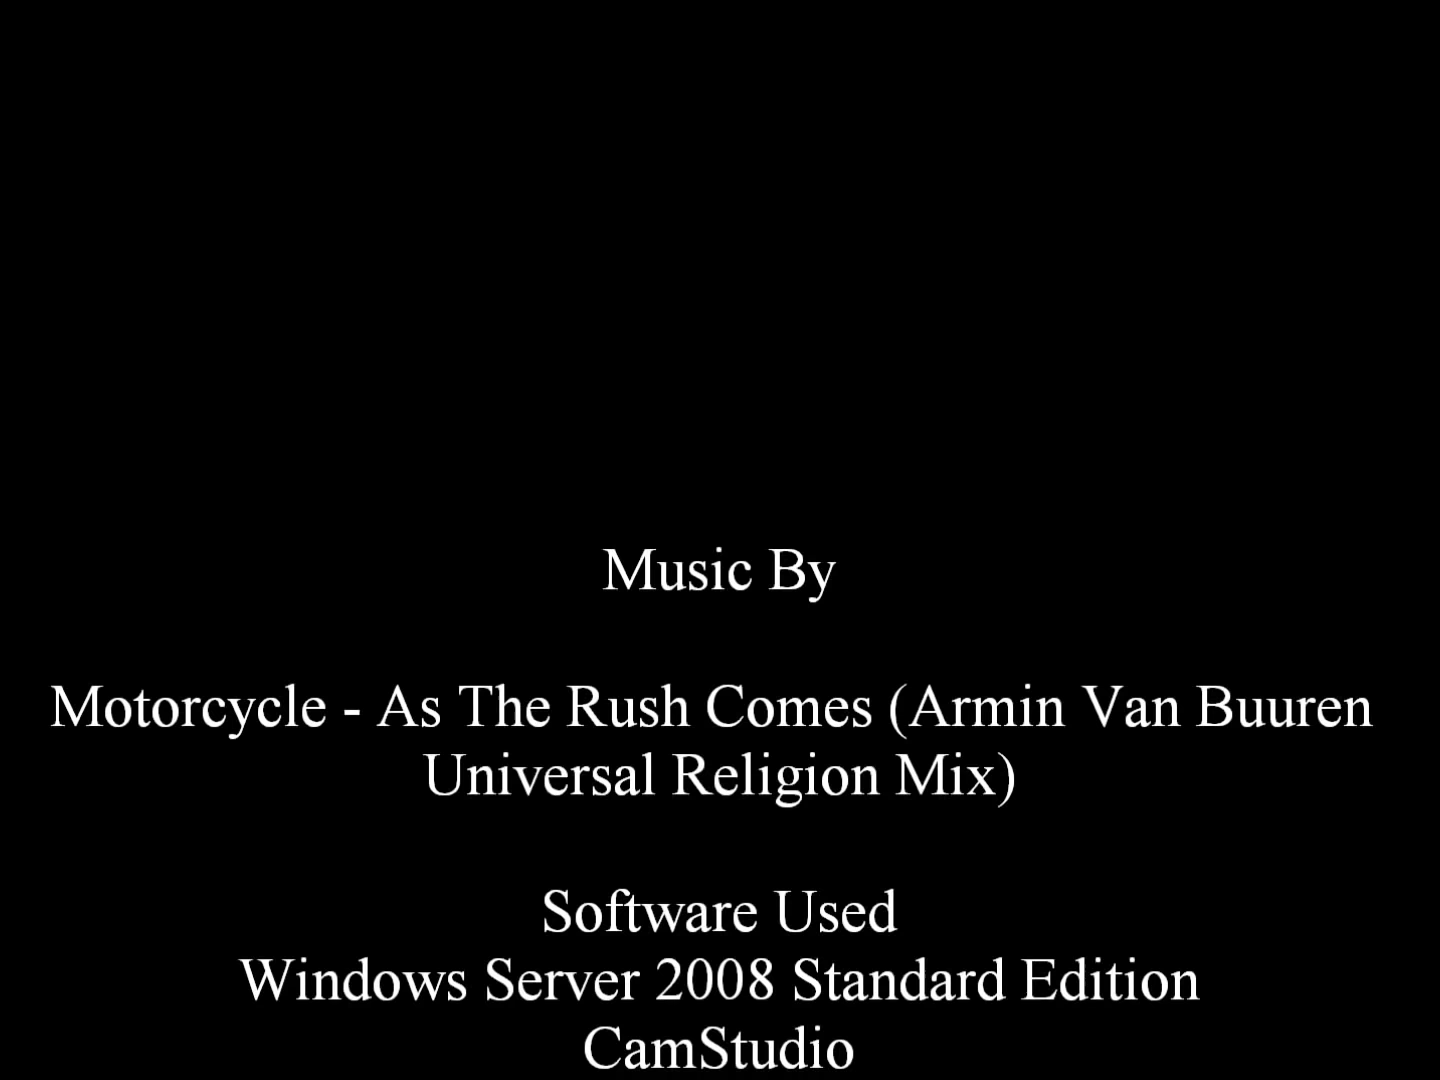 Music By
Motorcycle - As The Rush Comes (Armin Van Buuren
Universal Religion Mix)
Software Used
Windows Server 2008 Standard Edition
CamStudio